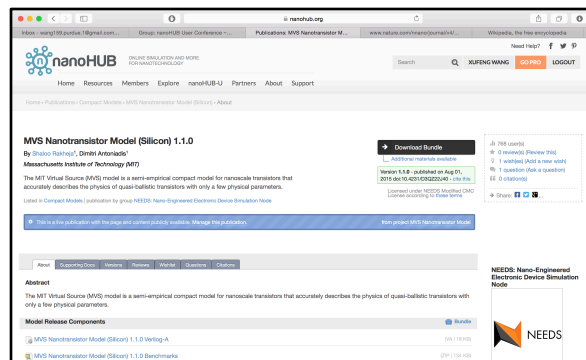 nanohub.org
Inbox - wang159.purdue.1@gmail.com...
Group: nanoHUB User Conference –...
Publications: MVS Nanotransistor M...
www.nature.com/nnano/journal/v4/...
Wikipedia, the free encyclopedia
Need Help?
nanoHUB
ONLINE SIMULATION AND MORE
FOR NANOTECHNOLOGY
Search
XUFENG WANG
GO PRO
LOGOUT
Home Resources Members Explore nanoHUB-U Partners About Support
Home › Publications › Compact Models › MVS Nanotransistor Model (Silicon) › About
MVS Nanotransistor Model (Silicon) 1.1.0
By Shaloo Rakheja¹, Dimitri Antoniadis¹
Massachusetts Institute of Technology (MIT)
The MIT Virtual Source (MVS) model is a semi-empirical compact model for nanoscale transistors that
accurately describes the physics of quasi-ballistic transistors with only a few physical parameters.
Listed in Compact Models | publication by group NEEDS: Nano-Engineered Electronic Device Simulation Node
Download Bundle
Additional materials available
Version 1.1.0 - published on Aug 01,
2015 doi:10.4231/D3QZ22J4G - cite this
Licensed under NEEDS Modified CMC
License according to these terms
768 user(s)
0 review(s) (Review this)
1 wish(es) (Add a new wish)
1 question (Ask a question)
0 citation(s)
Share:
This is a live publication with the page and content publicly available. Manage this publication.
from project MVS Nanotransistor Model
About Supporting Docs Versions Reviews Wishlist Questions Citations
Abstract
The MIT Virtual Source (MVS) model is a semi-empirical compact model for nanoscale transistors that accurately describes the physics of quasi-ballistic transistors with
only a few physical parameters.
Model Release Components
Bundle
MVS Nanotransistor Model (Silicon) 1.1.0 Verilog-A
MVS Nanotransistor Model (Silicon) 1.1.0 Benchmarks
NEEDS: Nano-Engineered
Electronic Device Simulation
Node
NEEDS